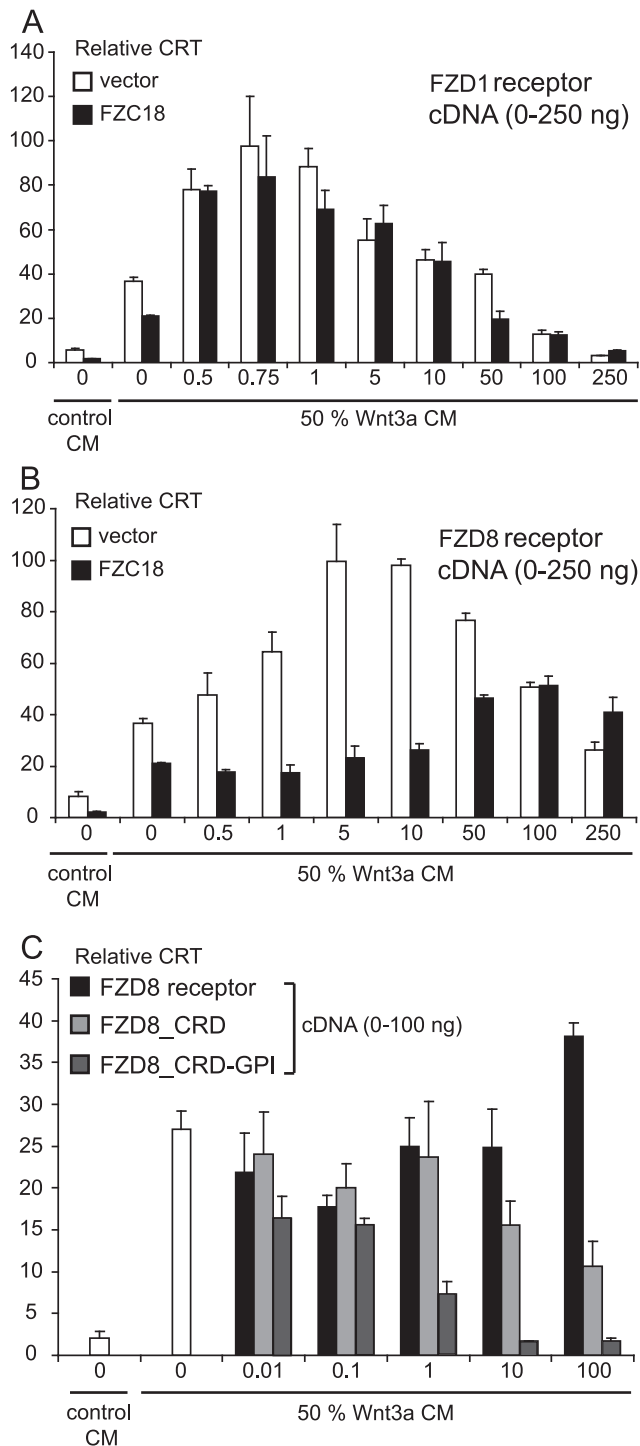 A
Relative CRT
140
vector
FZC18
FZD1 receptor
cDNA (0-250 ng)
120
100
80
60
40
20
0
0 0 0.5 0.75 1 5 10 50 100 250
control CM
50 % Wnt3a CM
B
Relative CRT
120
vector
FZC18
FZD8 receptor
cDNA (0-250 ng)
100
80
60
40
20
0
0 0 0.5 1 5 10 50 100 250
control CM
50 % Wnt3a CM
C
Relative CRT
45
FZD8 receptor
FZD8_CRD
cDNA (0-100 ng)
FZD8_CRD-GPI
40
35
30
25
20
15
10
5
0
0 0 0.01 0.1 1 10 100
control CM
50 % Wnt3a CM